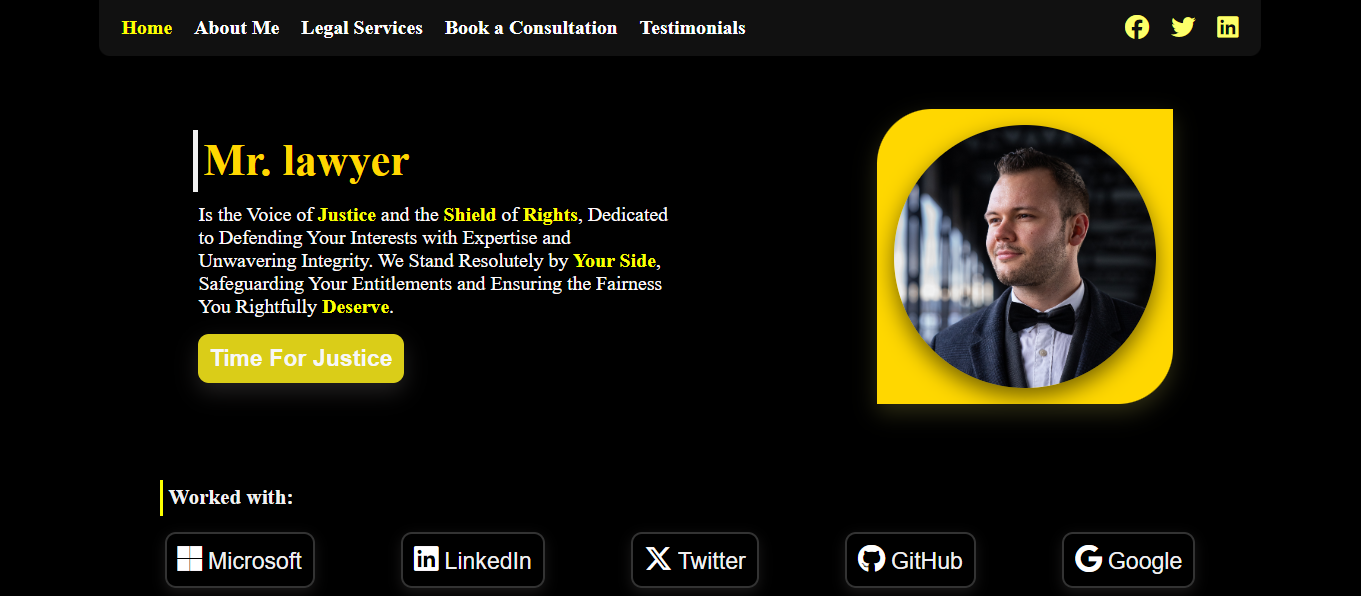 Home About Me Legal Services Book a Consultation Testimonials
Mr. lawyer
Is the Voice of Justice and the Shield of Rights, Dedicated
to Defending Your Interests with Expertise and
Unwavering Integrity. We Stand Resolutely by Your Side,
Safeguarding Your Entitlements and Ensuring the Fairness
You Rightfully Deserve.
Time For Justice
Worked with:
Microsoft LinkedIn Twitter GitHub Google